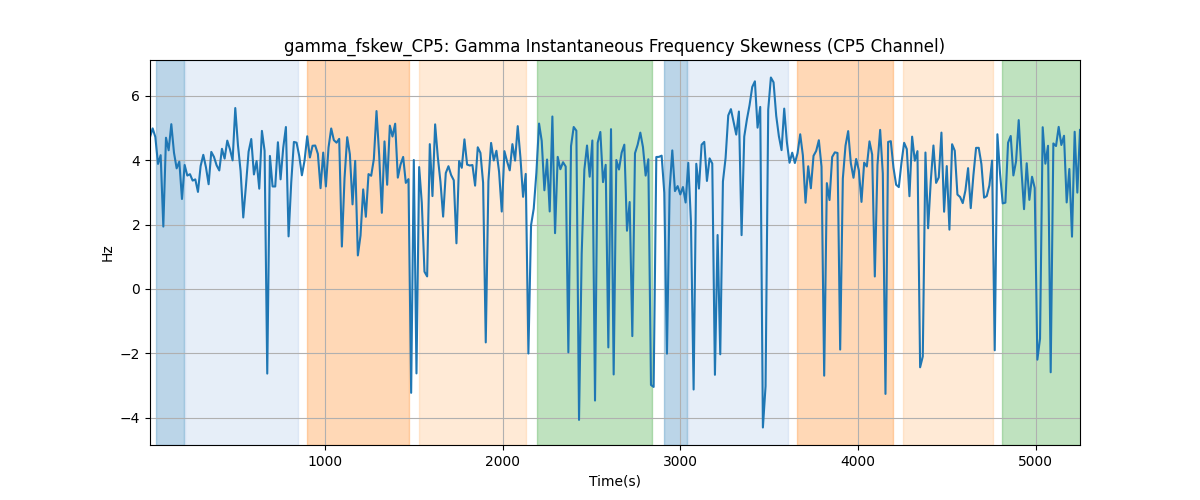 gamma_fskew_CP5: Gamma Instantaneous Frequency Skewness (CP5 Channel)
6
4
2
0
−2
−4
Hz
1000 2000 3000 4000 5000
Time(s)